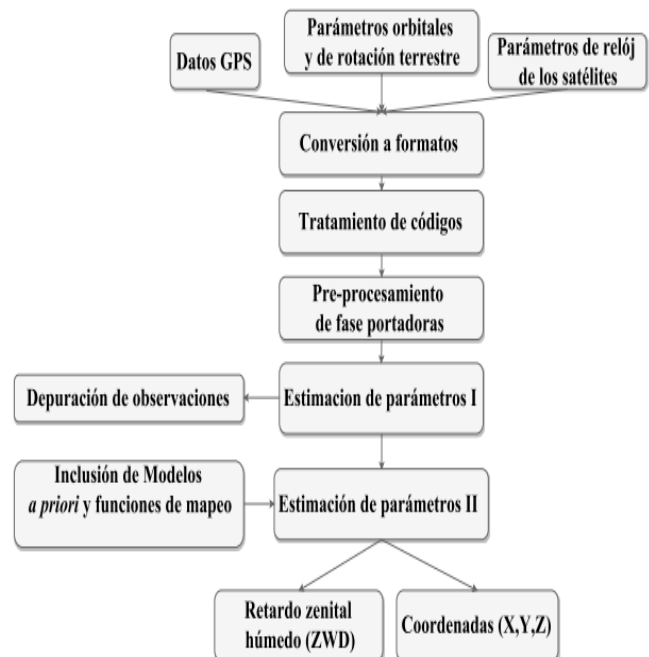 Datos GPS
Parámetros orbitales
y de rotación terrestre
Parámetros de relój
de los satélites
Conversión a formatos
Tratamiento de códigos
Pre-procesamiento
de fase portadoras
Depuración de observaciones
Estimacion de parámetros I
Inclusión de Modelos
a priori y funciones de mapeo
Estimación de parámetros II
Retardo zenital
húmedo (ZWD)
Coordenadas (X,Y,Z)